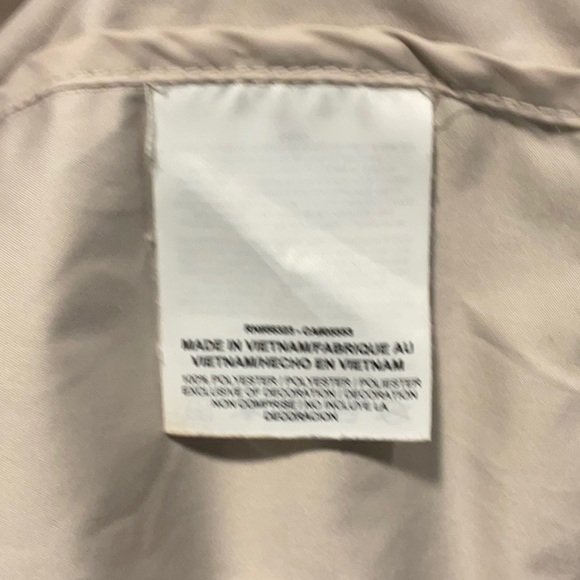 MADE IN VIETNAM/FABRIQUE AU
VIETNAM/HECHO EN VIETNAM
100% POLYESTER | POLYESTER | POLIESTER
EXCLUSIVE OF DECORATION | DECORATION
NON COMPRISE | NO INCLUYE LA
DECORACION